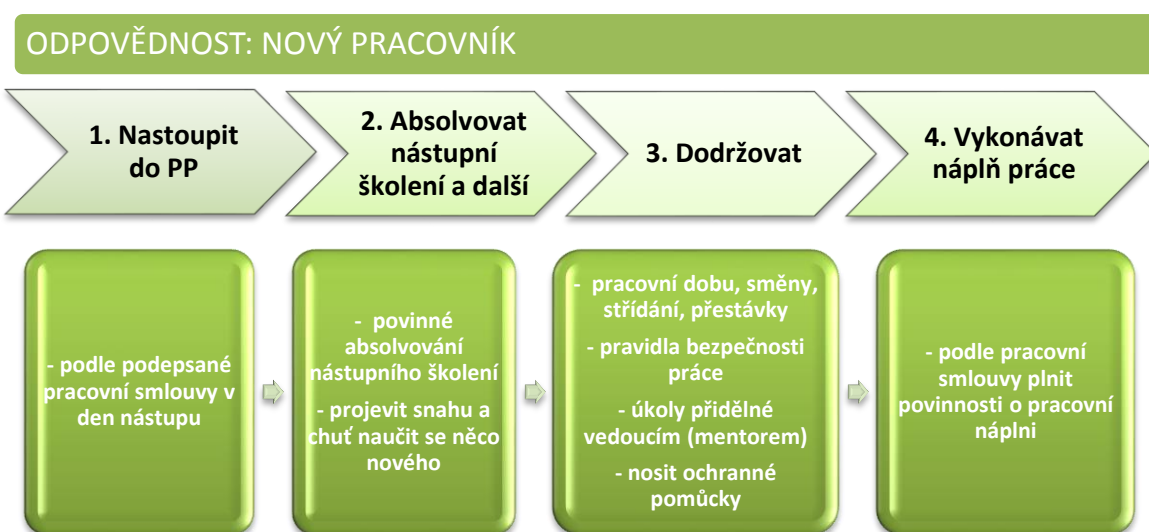 ODPOVĚDNOST: NOVÝ PRACOVNÍK
1. Nastoupit
do PP
2. Absolvovat
nástupní
školení a další
3. Dodržovat
4. Vykonávat
náplň práce
- podle podepsané
pracovní smlouvy v
den nástupu
- povinné
absolvování
nástupního školení
- projevit snahu a
chuť naučit se něco
nového
- pracovní dobu, směny,
střídání, přestávky
- pravidla bezpečnosti
práce
- úkoly přidělné
vedoucím (mentorem)
- nosit ochranné
pomůcky
- podle pracovní
smlouvy plnit
povinnosti o pracovní
náplni